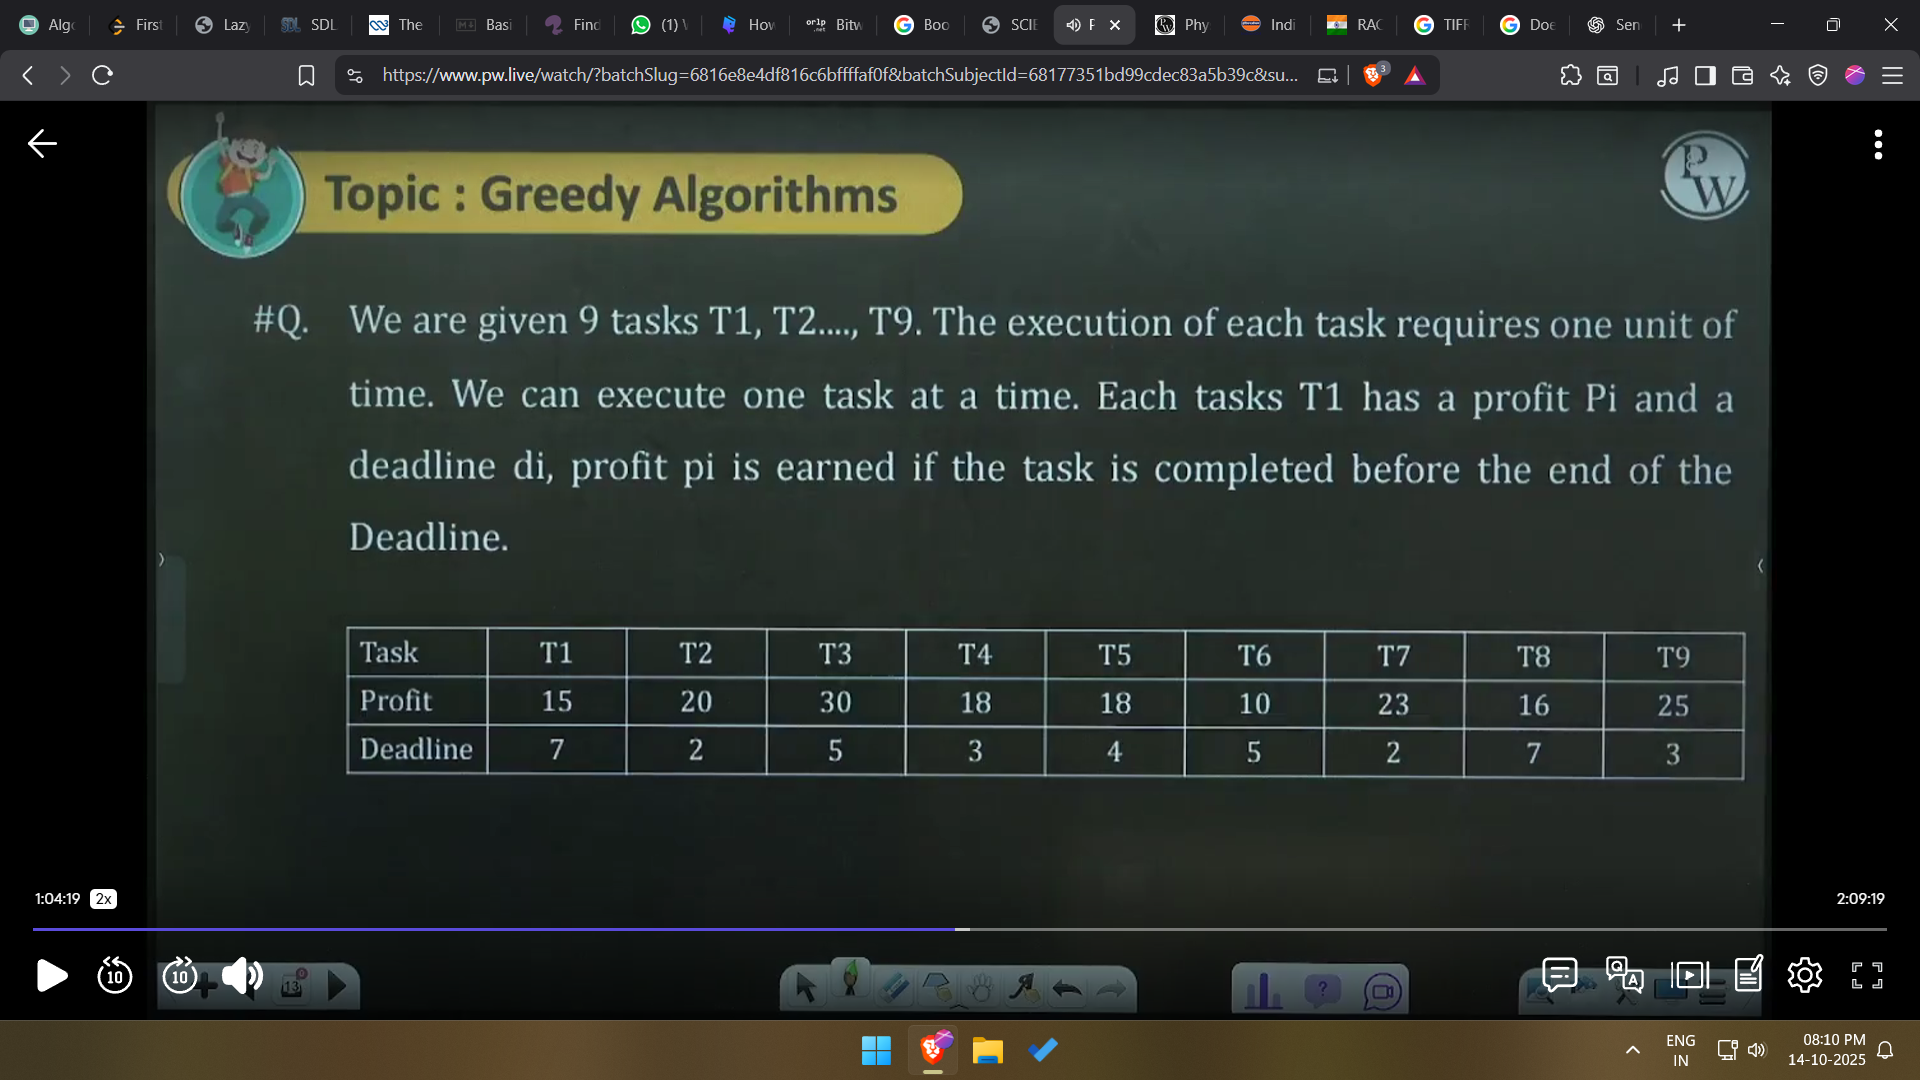 Algo
First
Lazy
SDL
The
Basi
Find
(1)
How
Bitw
Boo
SCIE
Phy
Indi
RAC
TIFR
Doe
Sen
https://www.pw.live/watch/?batchSlug=6816e8e4df816c6bffffaf0f&batchSubjectId=68177351bd99cdec83a5b39c&su...
3
Topic : Greedy Algorithms
PW
#Q. We are given 9 tasks T1, T2...., T9. The execution of each task requires one unit of
time. We can execute one task at a time. Each tasks T1 has a profit Pi and a
deadline di, profit pi is earned if the task is completed before the end of the
Deadline.
Task T1 T2 T3 T4 T5 T6 T7 T8 T9
Profit 15 20 30 18 18 10 23 16 25
Deadline 7 2 5 3 4 5 2 7 3
1:04:19 2x 2:09:19
10 10 13
ENG
IN
08:10 PM
14-10-2025